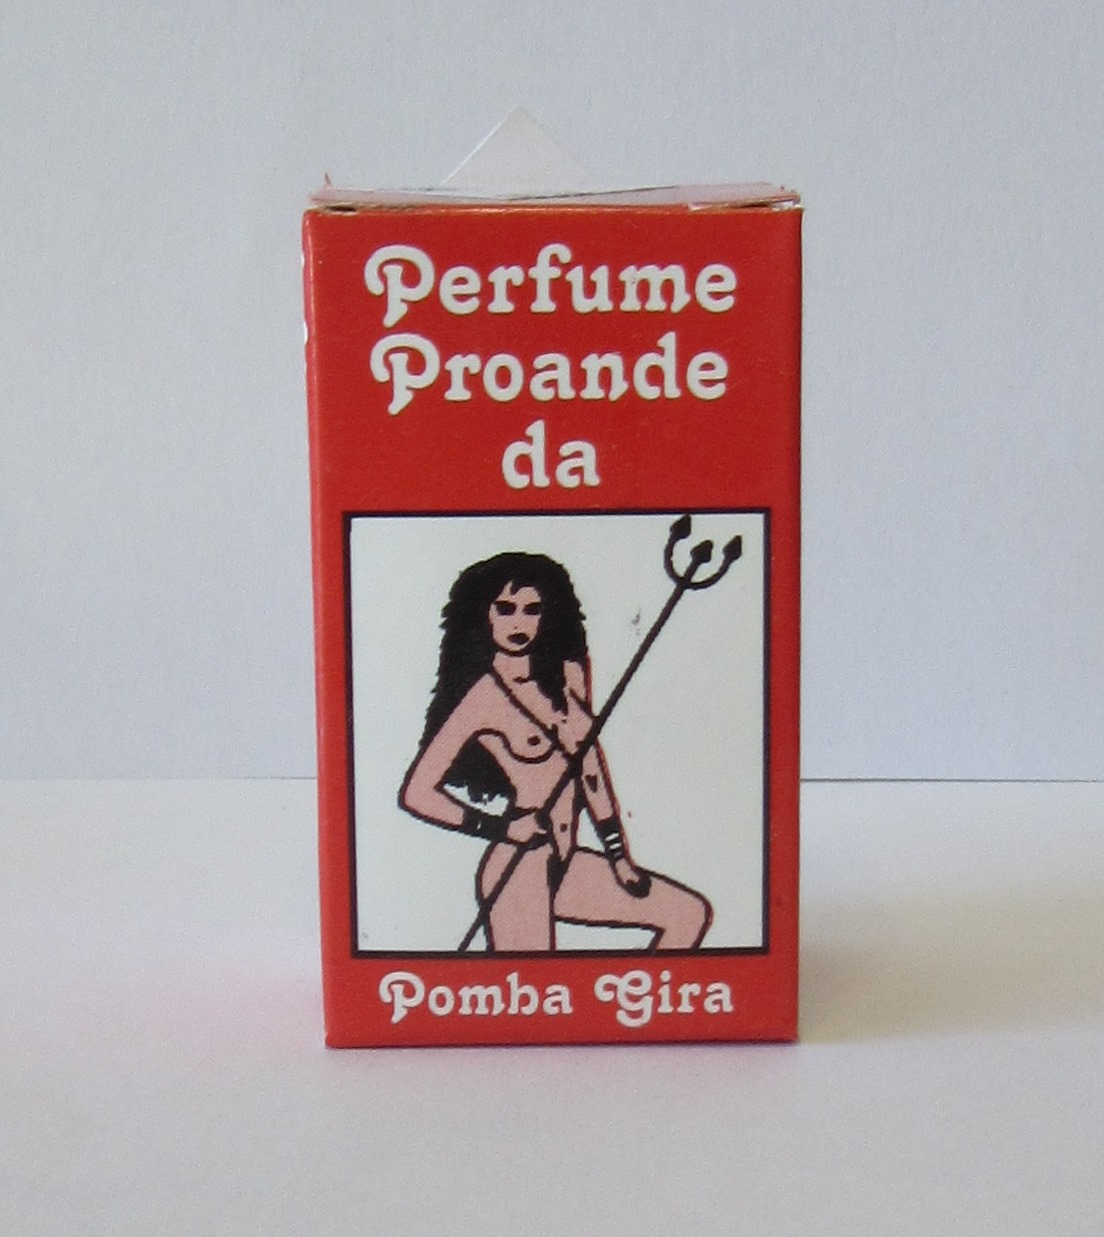 Perfume
Proande
da
Pomba Gira